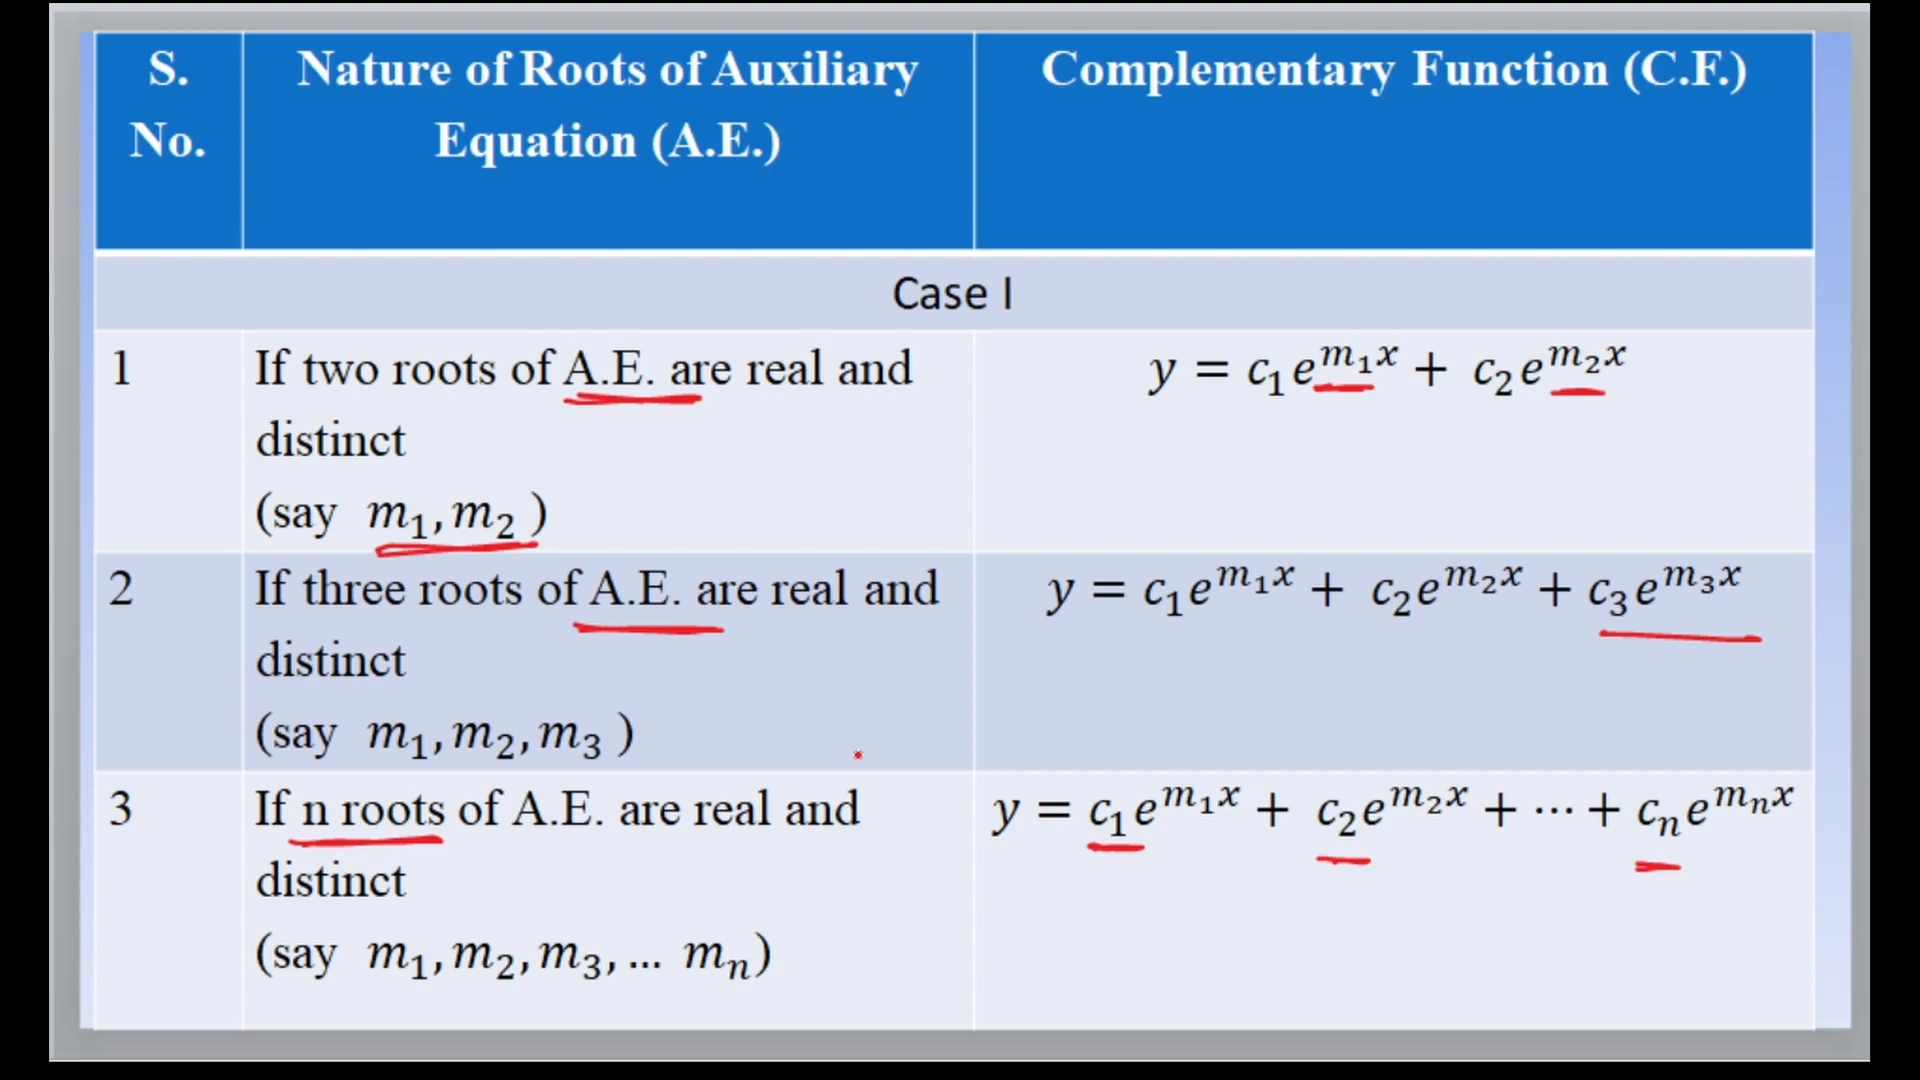 S. No.
Nature of Roots of Auxiliary Equation (A.E.)
Complementary Function (C.F.)
Case I
1
If two roots of A.E. are real and
distinct
(say m₁, m₂ )
y = c₁e^{m₁x} + c₂e^{m₂x}
2
If three roots of A.E. are real and
distinct
(say m₁, m₂, m₃ )
y = c₁e^{m₁x} + c₂e^{m₂x} + c₃e^{m₃x}
3
If n roots of A.E. are real and
distinct
(say m₁, m₂, m₃, … mₙ)
y = c₁e^{m₁x} + c₂e^{m₂x} + ⋯ + cₙe^{mₙx}